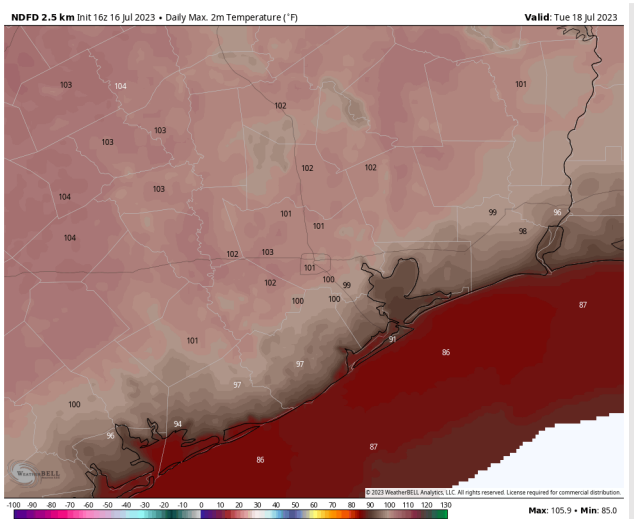 NDFD 2.5 km Init 16z 16 Jul 2023 • Daily Max. 2m Temperature (°F) Valid: Tue 18 Jul 2023
103 104 101
102
103
103
103 102 102
104
101 99 96
101 98
104
102 103
101
102 100 99
100 100 87
101 91 86
97
97
100
94
96
87
86
WeatherBELL
© 2023 WeatherBELL Analytics, LLC. All rights reserved. License required for commercial distribution.
-100 -90 -80 -70 -60 -50 -40 -30 -20 -10 0 10 20 30 40 50 60 70 80 90 100 110 120 130 Max: 105.9 • Min: 85.0